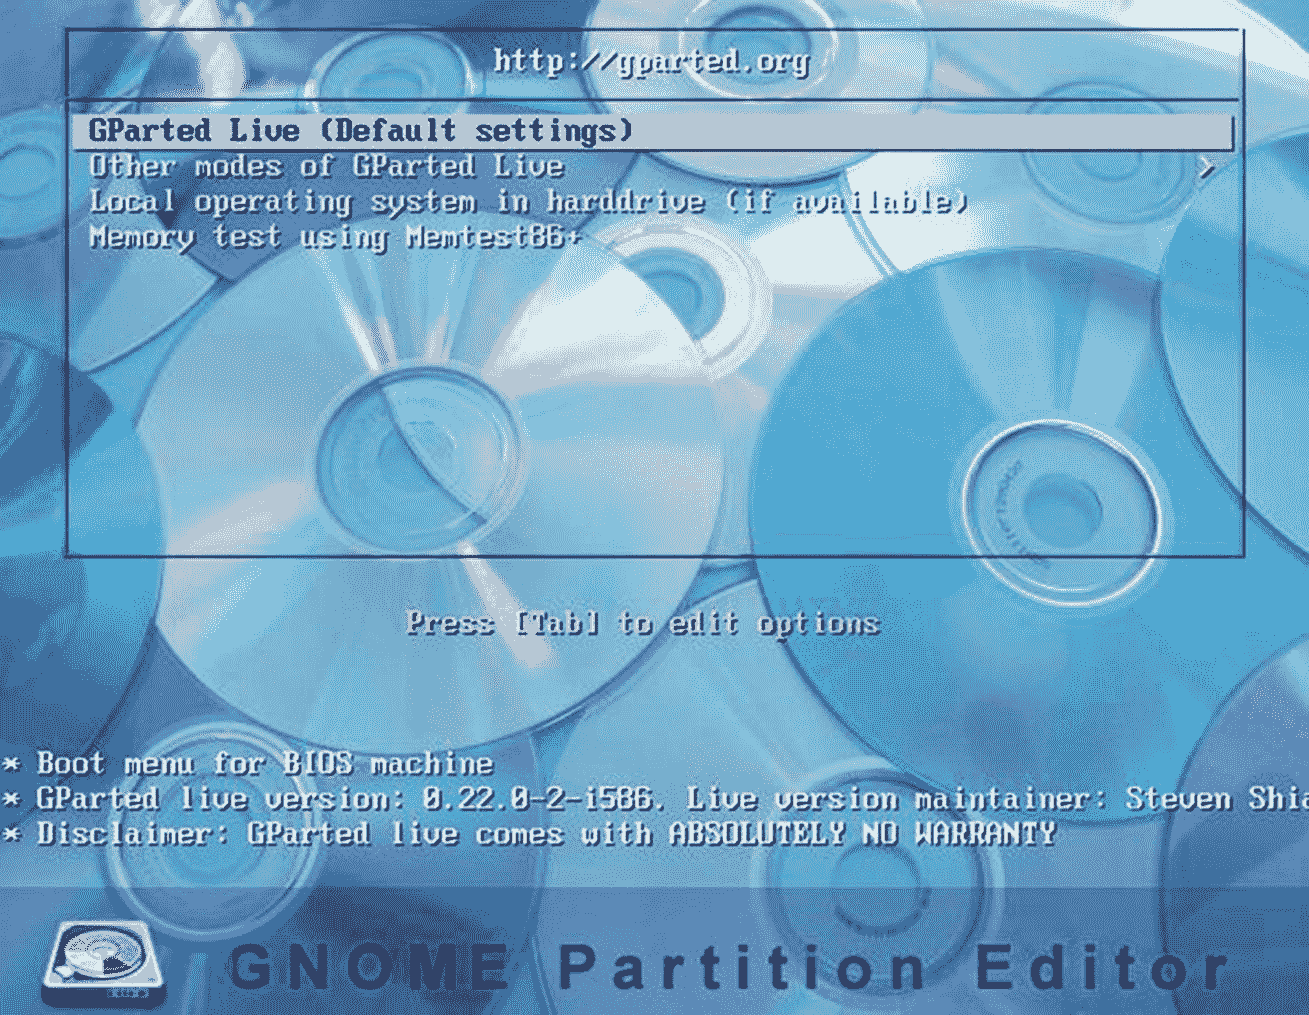 http://gparted.org
GParted Live (Default settings)
Other modes of GParted Live >
Local operating system in harddrive (if available)
Memory test using Memtest86+
Press [Tab] to edit options
* Boot menu for BIOS machine
* GParted live version: 0.22.0-2-i586. Live version maintainer: Steven Shia
* Disclaimer: GParted live comes with ABSOLUTELY NO WARRANTY
GNOME Partition Editor